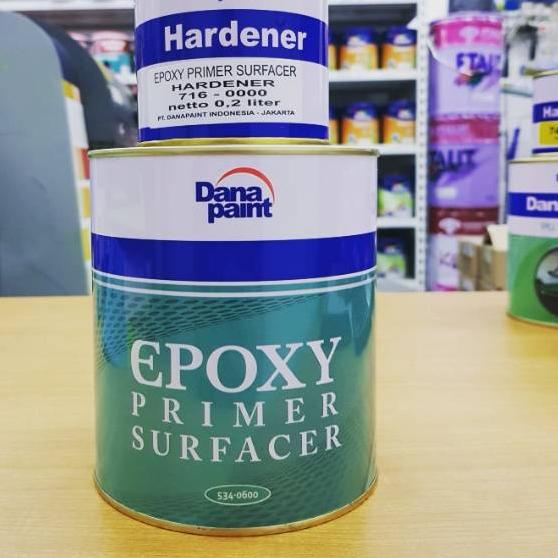 Hardener
EPOXY PRIMER SURFACER
HARDENER
716 - 0000
netto 0,2 liter
PT. DANAPAINT INDONESIA - JAKARTA
Dana
paint
EPOXY
PRIMER
SURFACER
534-0600